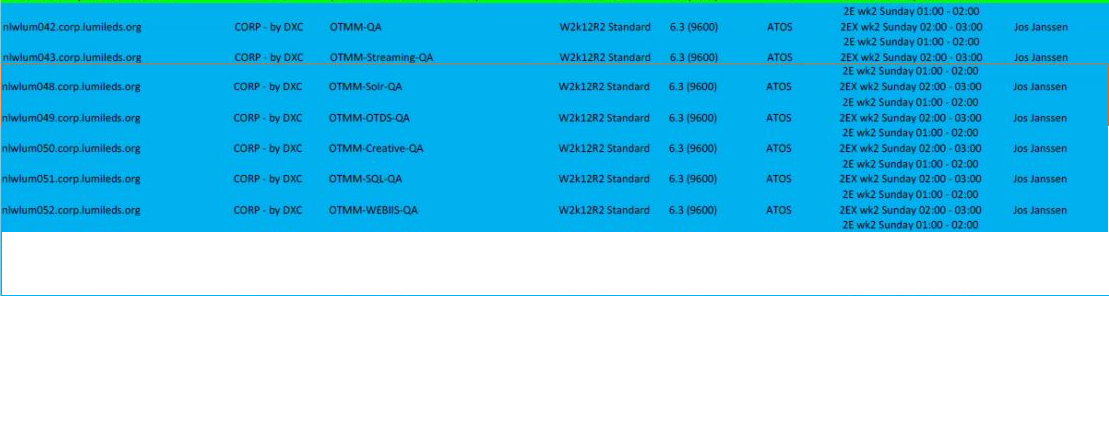 2E wk2 Sunday 01:00 - 02:00
nlwlum042.corp.lumileds.org CORP - by DXC OTMM-QA W2k12R2 Standard 6.3 (9600) ATOS 2EX wk2 Sunday 02:00 - 03:00 Jos Janssen
2E wk2 Sunday 01:00 - 02:00
nlwlum043.corp.lumileds.org CORP - by DXC OTMM-Streaming-QA W2k12R2 Standard 6.3 (9600) ATOS 2EX wk2 Sunday 02:00 - 03:00 Jos Janssen
2E wk2 Sunday 01:00 - 02:00
nlwlum048.corp.lumileds.org CORP - by DXC OTMM-Solr-QA W2k12R2 Standard 6.3 (9600) ATOS 2EX wk2 Sunday 02:00 - 03:00 Jos Janssen
2E wk2 Sunday 01:00 - 02:00
nlwlum049.corp.lumileds.org CORP - by DXC OTMM-OTDS-QA W2k12R2 Standard 6.3 (9600) ATOS 2EX wk2 Sunday 02:00 - 03:00 Jos Janssen
2E wk2 Sunday 01:00 - 02:00
nlwlum050.corp.lumileds.org CORP - by DXC OTMM-Creative-QA W2k12R2 Standard 6.3 (9600) ATOS 2EX wk2 Sunday 02:00 - 03:00 Jos Janssen
2E wk2 Sunday 01:00 - 02:00
nlwlum051.corp.lumileds.org CORP - by DXC OTMM-SQL-QA W2k12R2 Standard 6.3 (9600) ATOS 2EX wk2 Sunday 02:00 - 03:00 Jos Janssen
2E wk2 Sunday 01:00 - 02:00
nlwlum052.corp.lumileds.org CORP - by DXC OTMM-WEBIIS-QA W2k12R2 Standard 6.3 (9600) ATOS 2EX wk2 Sunday 02:00 - 03:00 Jos Janssen
2E wk2 Sunday 01:00 - 02:00